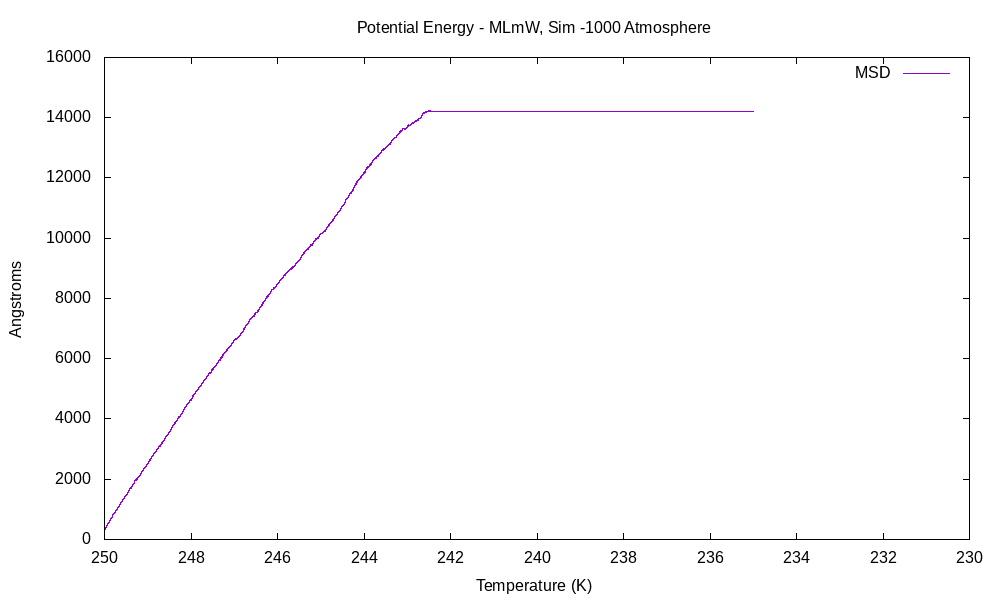 Potential Energy - MLmW, Sim -1000 Atmosphere
16000
MSD
14000
12000
10000
8000
6000
4000
2000
0
Angstroms
250 248 246 244 242 240 238 236 234 232 230
Temperature (K)